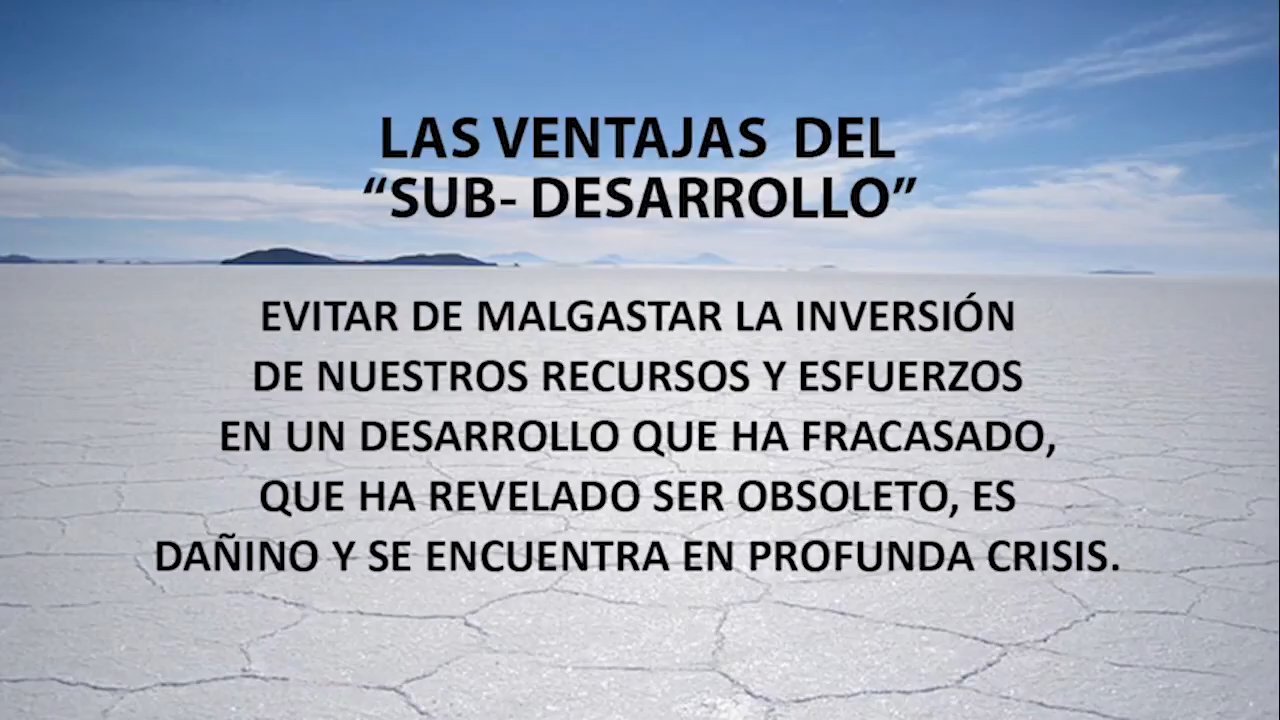 LAS VENTAJAS DEL
“SUB- DESARROLLO”
EVITAR DE MALGASTAR LA INVERSIÓN
DE NUESTROS RECURSOS Y ESFUERZOS
EN UN DESARROLLO QUE HA FRACASADO,
QUE HA REVELADO SER OBSOLETO, ES
DAÑINO Y SE ENCUENTRA EN PROFUNDA CRISIS.